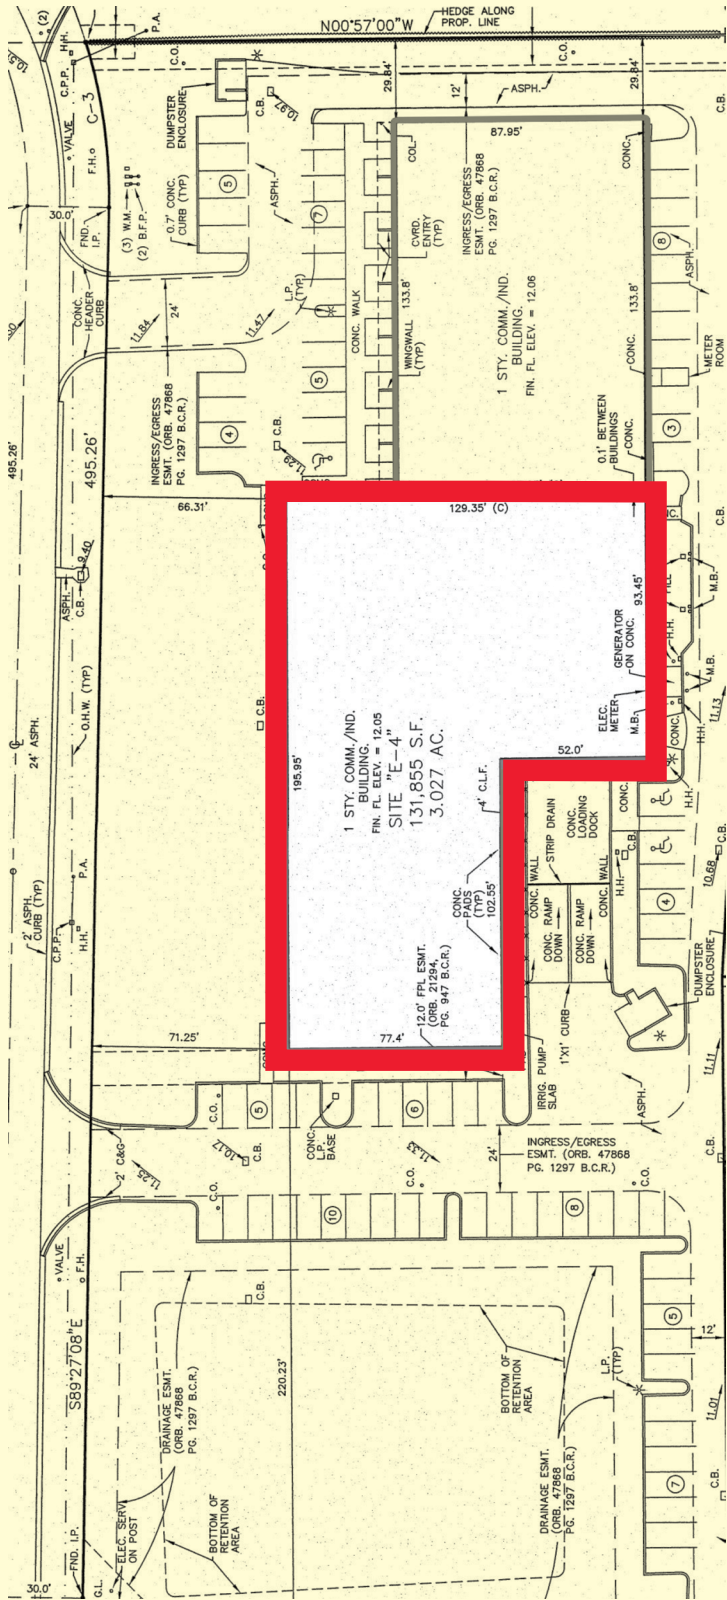 N00°57'00"W
HEDGE ALONG
PROP. LINE
(2)
P.A.
H.H.
C.P.P.
C-3
C.O.
C.O.
29.84'
29.84'
12'
ASPH.
C.B.
DUMPSTER
ENCLOSURE
C.B.
10.97
VALVE
F.H.
(3) W.M.
(2) B.F.P.
0.7' CONC.
CURB (TYP)
5
ASPH.
7
COL.
87.95'
CONC.
30.0'
FND.
I.P.
CVRD.
ENTRY
(TYP)
INGRESS/EGRESS
ESMT. (ORB. 47868
PG. 1297 B.C.R.)
8
ASPH.
CONC.
HEADER
CURB
11.84
24'
11.47
L.P.
(TYP)
CONC. WALK
WINGWALL
(TYP)
133.8'
1 STY. COMM./IND.
BUILDING.
FIN. FL. ELEV. = 12.06
133.8'
CONC.
METER
ROOM
495.26'
495.26'
INGRESS/EGRESS
ESMT. (ORB. 47868
PG. 1297 B.C.R.)
4
5
C.B.
11.29
3
0.1' BETWEEN
BUILDINGS
CONC.
66.31'
129.35' (C)
C.B.
9.40
ASPH.
C.B.
93.45'
M.B.
H.H.
GENERATOR
ON CONC.
ELEC.
METER
M.B.
M.B.
11.13
CONC.
H.H.
H.H.
24' ASPH.
O.H.W. (TYP)
C.B.
195.95'
1 STY. COMM./IND.
BUILDING.
FIN. FL. ELEV. = 12.05
SITE "E-4"
131,855 S.F.
3.027 AC.
52.0'
4' C.L.F.
CONC.
PADS
(TYP)
102.55'
STRIP DRAIN
CONC.
LOADING
DOCK
CONC.
WALL
WALL
H.H.
C.B.
C.B.
10.68
2' ASPH.
CURB (TYP)
P.A.
C.P.P.
H.H.
CONC.
CONC. RAMP
DOWN
CONC. RAMP
DOWN
CONC.
4
DUMPSTER
ENCLOSURE
12.0' FPL ESMT.
(ORB. 21294,
PG. 947 B.C.R.)
71.25'
77.4'
IRRIG. PUMP
SLAB
1'X1' CURB
11.11
ASPH.
C.O.
5
6
CONC.
L.P.
BASE
2' C&G
11.25
10.17
C.B.
11.33
24'
INGRESS/EGRESS
ESMT. (ORB. 47868
PG. 1297 B.C.R.)
C.B.
C.O.
C.O.
C.O.
2'
10
8
VALVE
F.H.
C.B.
S89°27'08"E
DRAINAGE ESMT.
(ORB. 47868
PG. 1297 B.C.R.)
220.23'
BOTTOM OF
RETENTION
AREA
L.P.
(TYP)
5
12'
11.01
DRAINAGE ESMT.
(ORB. 47868
PG. 1297 B.C.R.)
7
C.B.
ELEC. SERV.
ON POST
BOTTOM OF
RETENTION
AREA
FND. I.P.
30.0'
G.L.